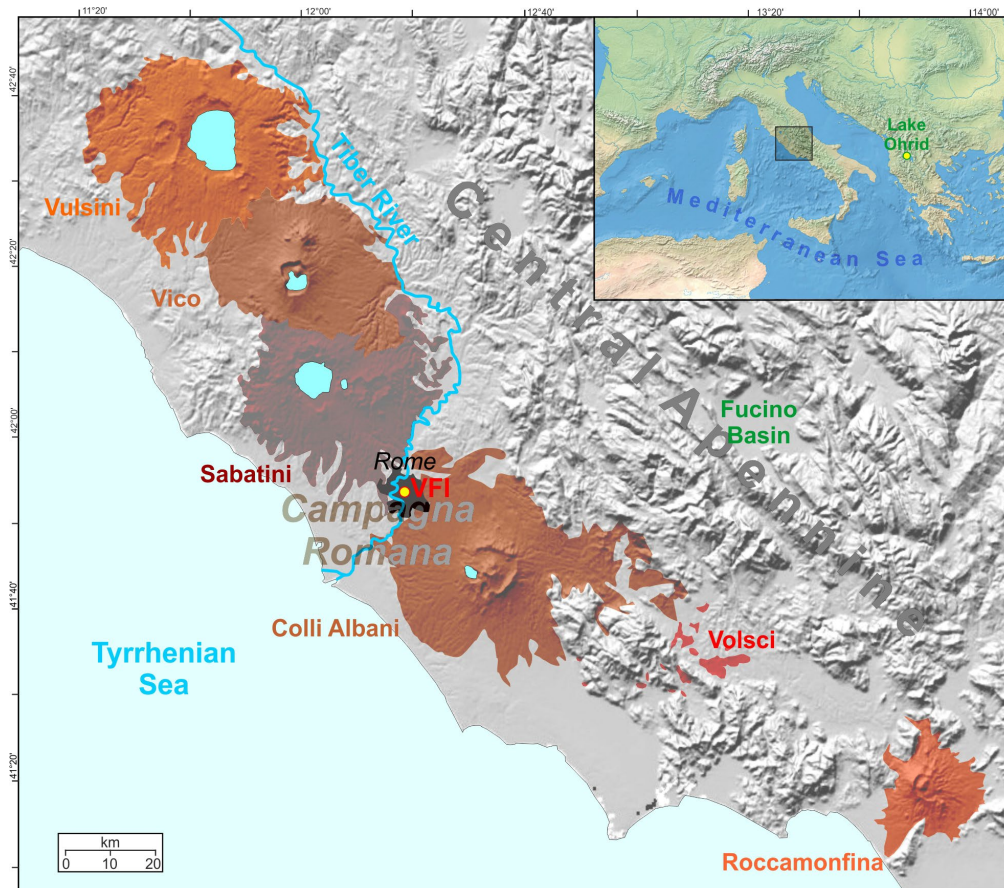 11°20'
12°00'
12°40'
13°20'
14°00'
42°40'
42°20'
42°00'
41°40'
41°20'
Lake
Ohrid
Mediterranean Sea
Tiber River
Vulsini
Central Apennine
Vico
Fucino
Basin
Rome
Sabatini
VFI
Campagna
Romana
Colli Albani
Volsci
Tyrrhenian
Sea
km
0 10 20
Roccamonfina